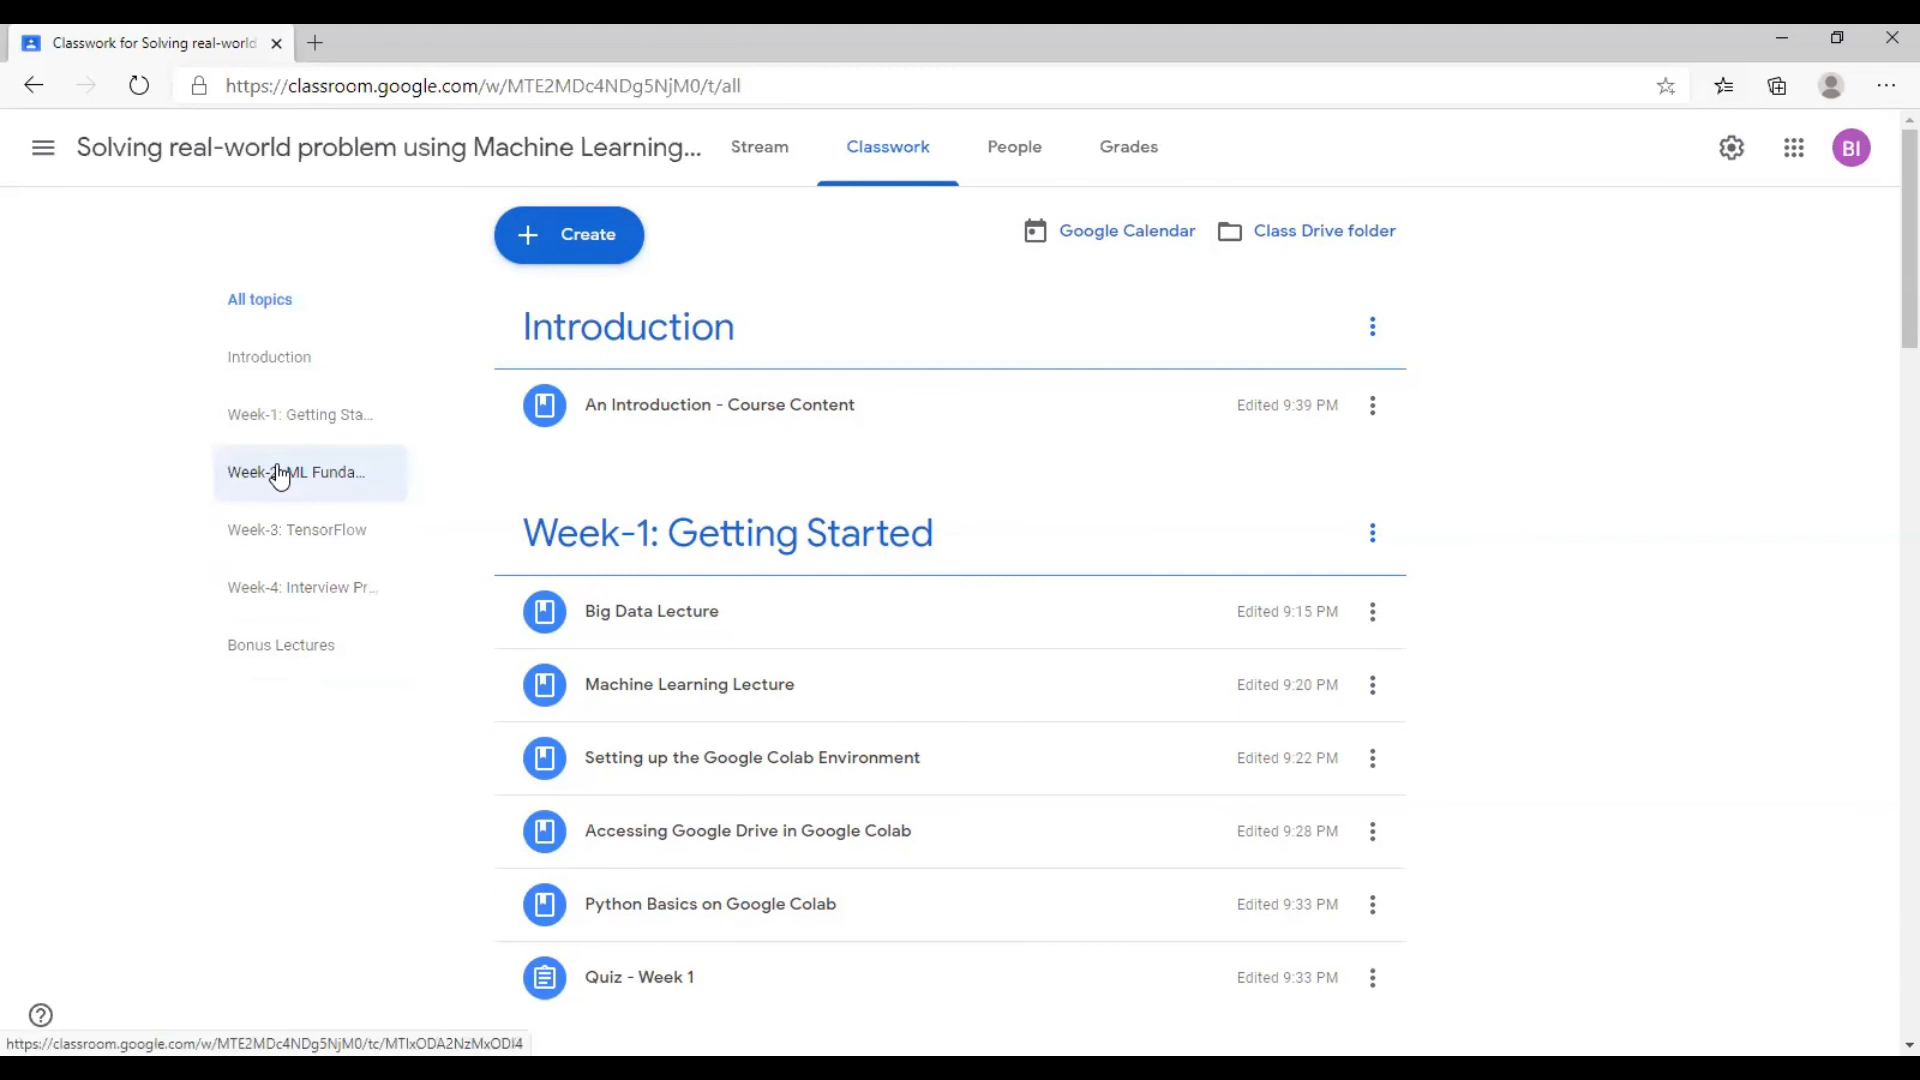 Classwork for Solving real-world
https://classroom.google.com/w/MTE2MDc4NDg5NjM0/t/all
Solving real-world problem using Machine Learning...
Stream
Classwork
People
Grades
BI
Create
Google Calendar
Class Drive folder
All topics
Introduction
Week-1: Getting Sta...
Week-2: ML Funda...
Week-3: TensorFlow
Week-4: Interview Pr...
Bonus Lectures
Introduction
An Introduction - Course Content
Edited 9:39 PM
Week-1: Getting Started
Big Data Lecture
Edited 9:15 PM
Machine Learning Lecture
Edited 9:20 PM
Setting up the Google Colab Environment
Edited 9:22 PM
Accessing Google Drive in Google Colab
Edited 9:28 PM
Python Basics on Google Colab
Edited 9:33 PM
Quiz - Week 1
Edited 9:33 PM
https://classroom.google.com/w/MTE2MDc4NDg5NjM0/tc/MTIxODA2NzMxODI4